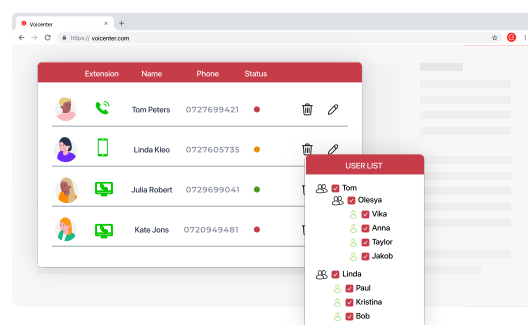 Voicenter
https:// voicenter.com
Extension Name Phone Status
Tom Peters 0727699421
Linda Kleo 0727605735
Julia Robert 0729699041
Kate Jons 0720949481
USER LIST
Tom
Olesya
Vika
Anna
Taylor
Jakob
Linda
Paul
Kristina
Bob